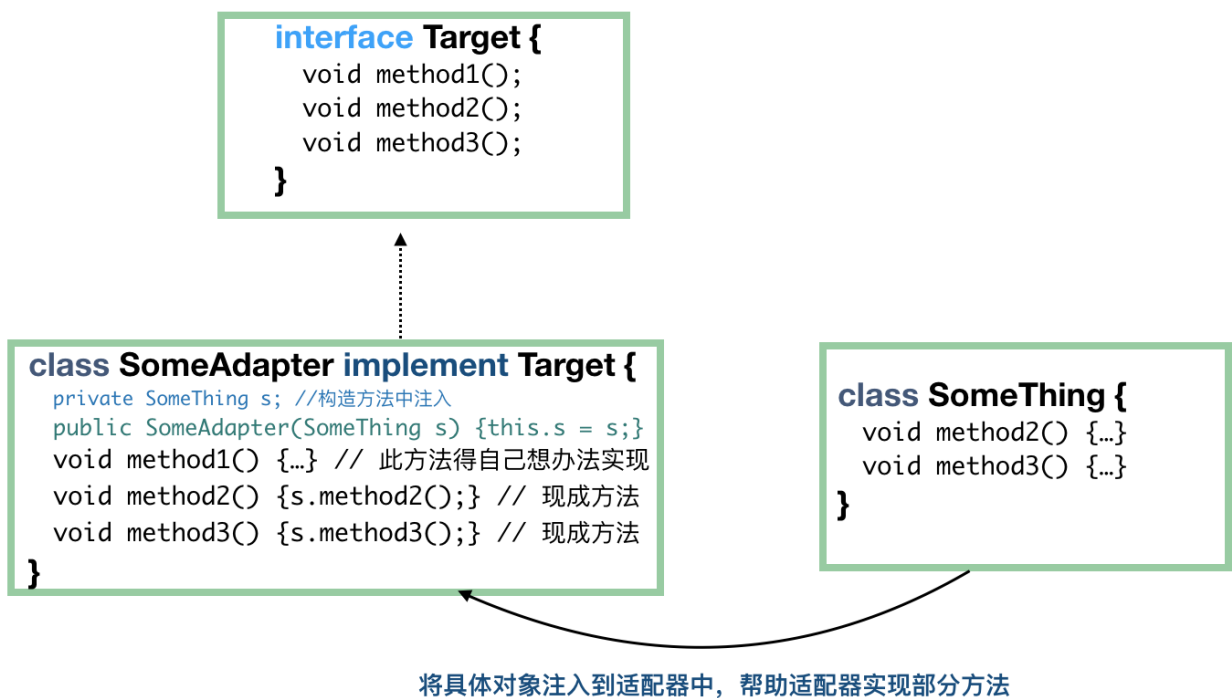 interface Target {
void method1();
void method2();
void method3();
}
class SomeAdapter implement Target {
private SomeThing s; //构造方法中注入
public SomeAdapter(SomeThing s) {this.s = s;}
void method1() {…} // 此方法得自己想办法实现
void method2() {s.method2();} // 现成方法
void method3() {s.method3();} // 现成方法
}
class SomeThing {
void method2() {…}
void method3() {…}
}
将具体对象注入到适配器中，帮助适配器实现部分方法